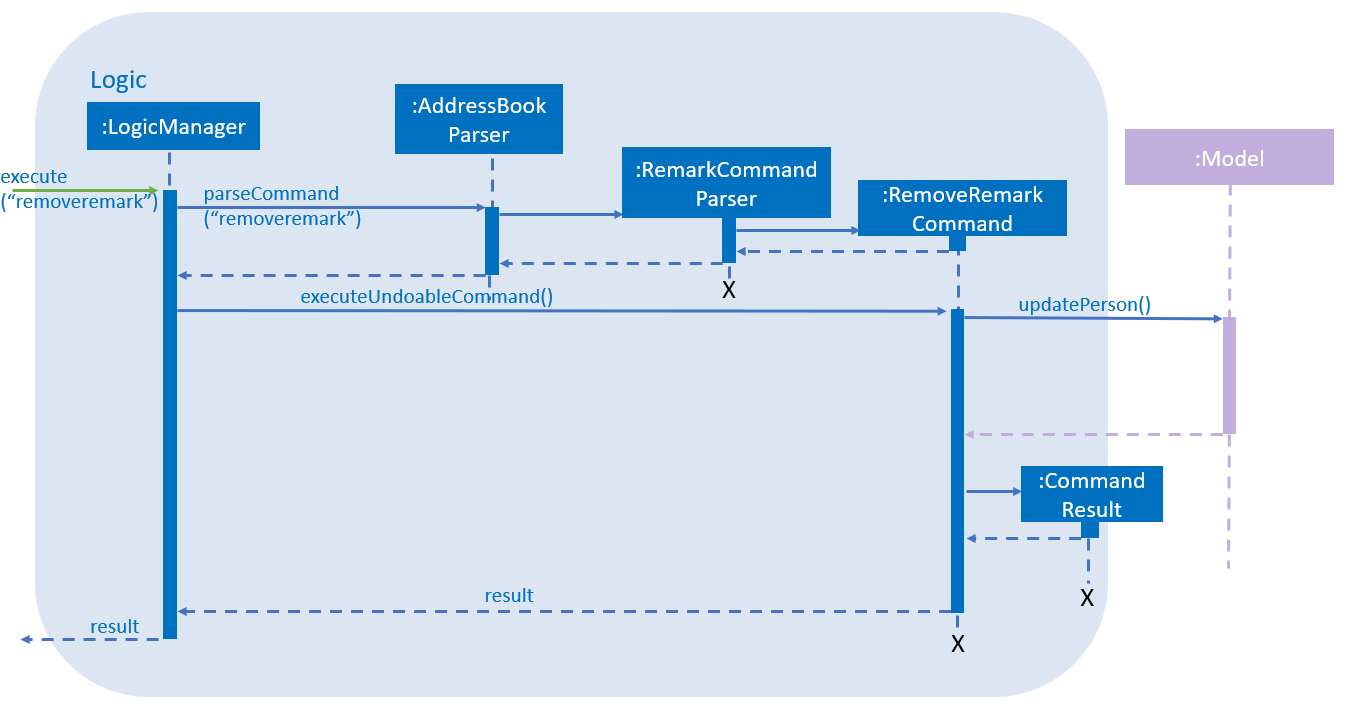 Logic
:LogicManager
:AddressBook
Parser
:RemarkCommand
Parser
:RemoveRemark
Command
:Model
execute
(“removeremark”)
parseCommand
(“removeremark”)
X
executeUndoableCommand()
updatePerson()
:Command
Result
X
result
result
X